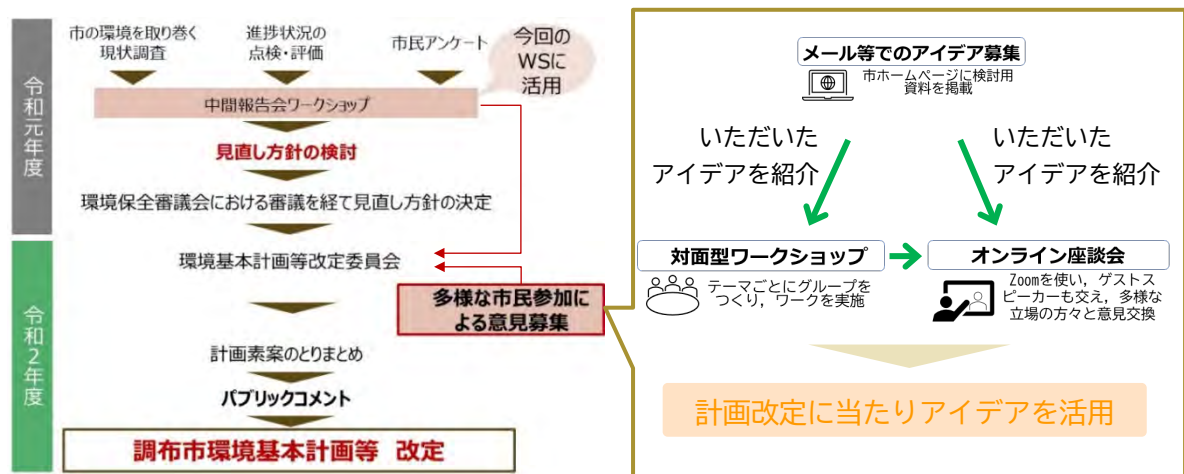 令和元年度
市の環境を取り巻く
現状調査
進捗状況の
点検・評価
市民アンケート
今回の
WSに
活用
中間報告会ワークショップ
見直し方針の検討
環境保全審議会における審議を経て見直し方針の決定
令和2年度
環境基本計画等改定委員会
多様な市民参加に
よる意見募集
計画素案のとりまとめ
パブリックコメント
調布市環境基本計画等 改定
メール等でのアイデア募集
市ホームページに検討用
資料を掲載
いただいた
アイデアを紹介
いただいた
アイデアを紹介
対面型ワークショップ
テーマごとにグループを
つくり，ワークを実施
オンライン座談会
Zoomを使い，ゲストス
ピーカーも交え，多様な
立場の方々と意見交換
計画改定に当たりアイデアを活用